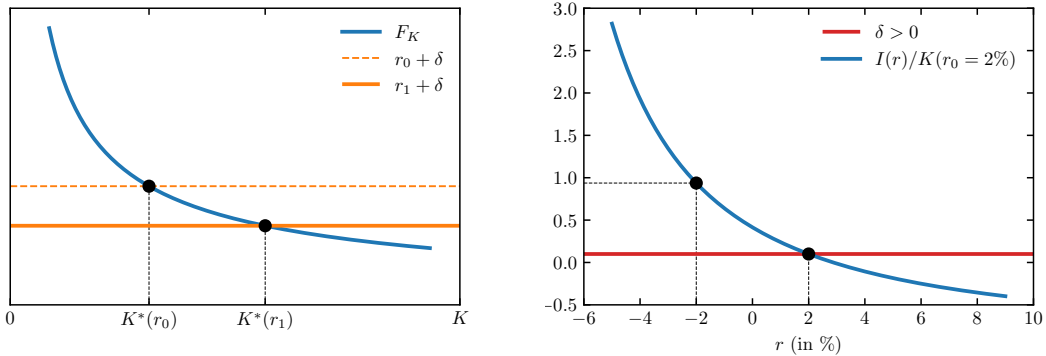 F_K
r_0 + δ
r_1 + δ
0
K*(r_0)
K*(r_1)
K
3.0
2.5
2.0
1.5
1.0
0.5
0.0
−0.5
δ > 0
I(r)/K(r_0 = 2%)
−6
−4
−2
0
2
4
6
8
10
r (in %)